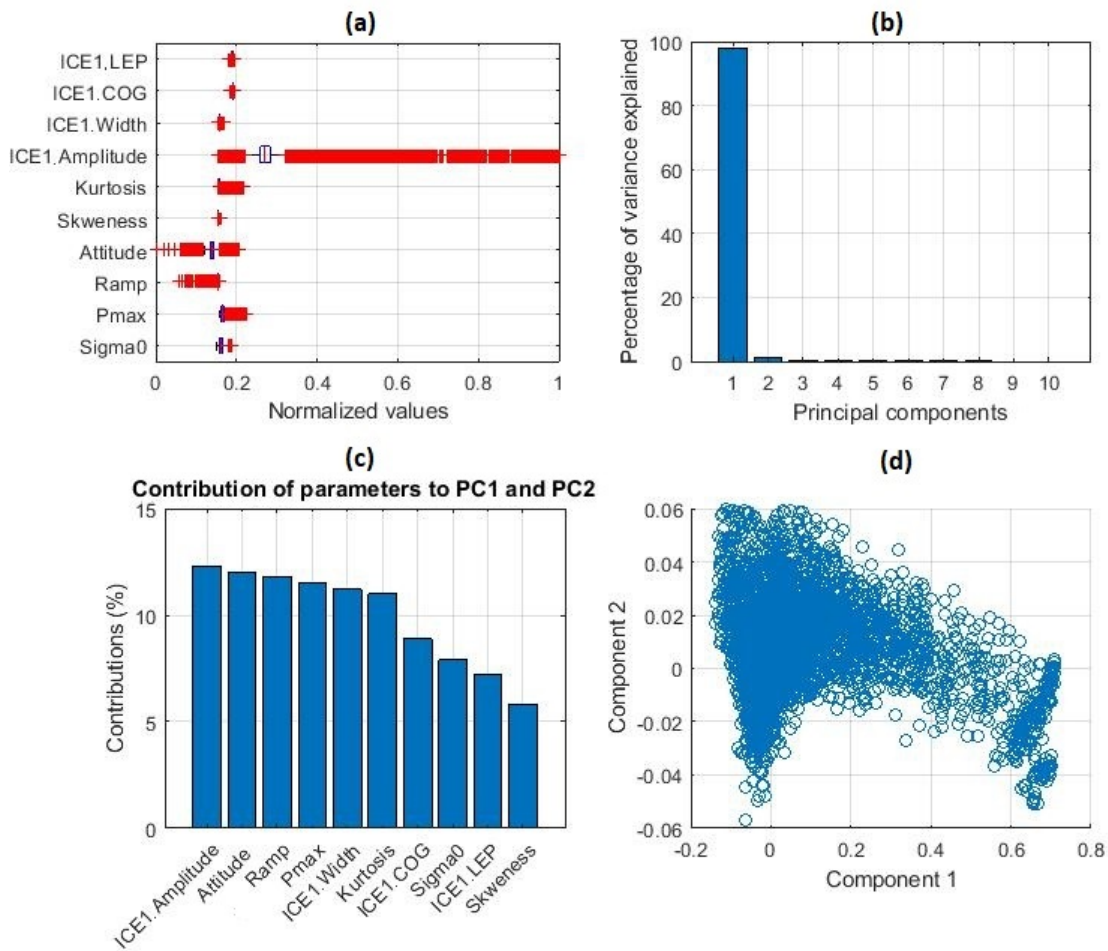 (a)
ICE1.LEP
ICE1.COG
ICE1.Width
ICE1.Amplitude
Kurtosis
Skweness
Attitude
Ramp
Pmax
Sigma0
0 0.2 0.4 0.6 0.8 1
Normalized values
(b)
100
80
60
40
20
0
Percentage of variance explained
1 2 3 4 5 6 7 8 9 10
Principal components
(c)
Contribution of parameters to PC1 and PC2
15
10
5
0
Contributions (%)
ICE1.Amplitude
Attitude
Ramp
Pmax
ICE1.Width
Kurtosis
ICE1.COG
Sigma0
ICE1.LEP
Skweness
(d)
0.06
0.04
0.02
0
-0.02
-0.04
-0.06
Component 2
-0.2 0 0.2 0.4 0.6 0.8
Component 1